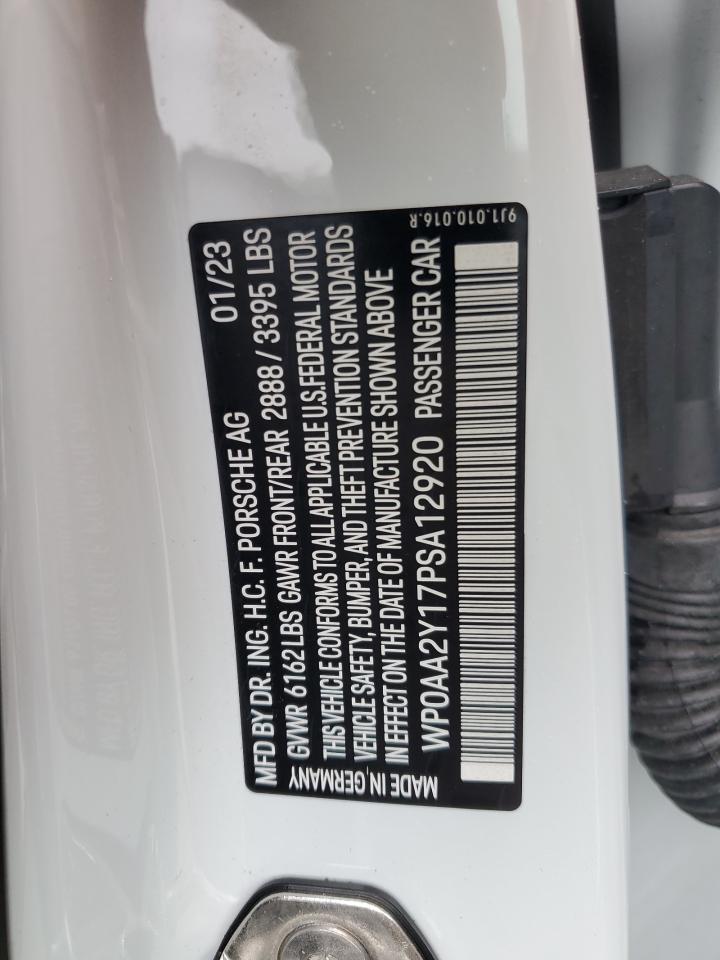 MFD BY DR. ING. H.C. F. PORSCHE AG 01/23
GVWR 6162 LBS GAWR FRONT/REAR 2888 / 3395 LBS
THIS VEHICLE CONFORMS TO ALL APPLICABLE U.S. FEDERAL MOTOR
VEHICLE SAFETY, BUMPER, AND THEFT PREVENTION STANDARDS
IN EFFECT ON THE DATE OF MANUFACTURE SHOWN ABOVE
WP0AA2Y17PSA12920 PASSENGER CAR
MADE IN GERMANY
9J1.010.016.R